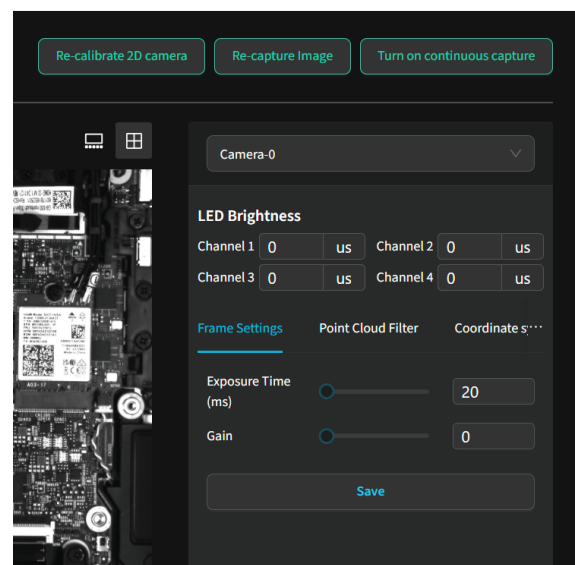 Re-calibrate 2D camera Re-capture Image Turn on continuous capture
Camera-0
LED Brightness
Channel 1 0 us Channel 2 0 us
Channel 3 0 us Channel 4 0 us
Frame Settings Point Cloud Filter Coordinate s···
Exposure Time
(ms) 20
Gain 0
Save